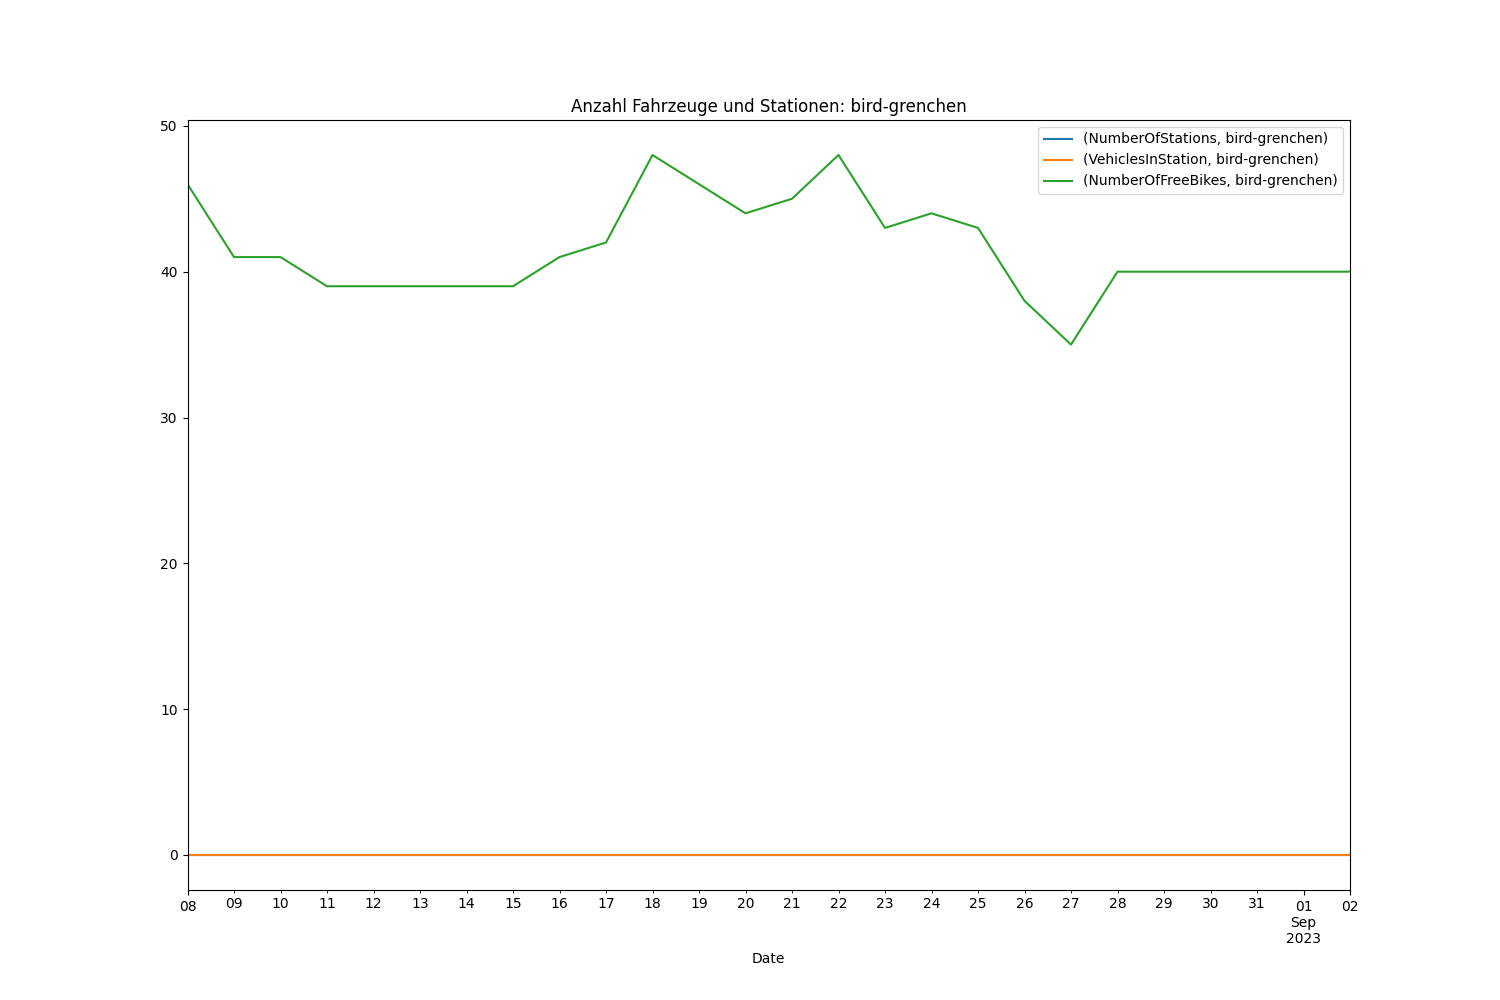 Anzahl Fahrzeuge und Stationen: bird-grenchen
(NumberOfStations, bird-grenchen)
(VehiclesInStation, bird-grenchen)
(NumberOfFreeBikes, bird-grenchen)
50
40
30
20
10
0
08 09 10 11 12 13 14 15 16 17 18 19 20 21 22 23 24 25 26 27 28 29 30 31 01 02
Sep
2023
Date